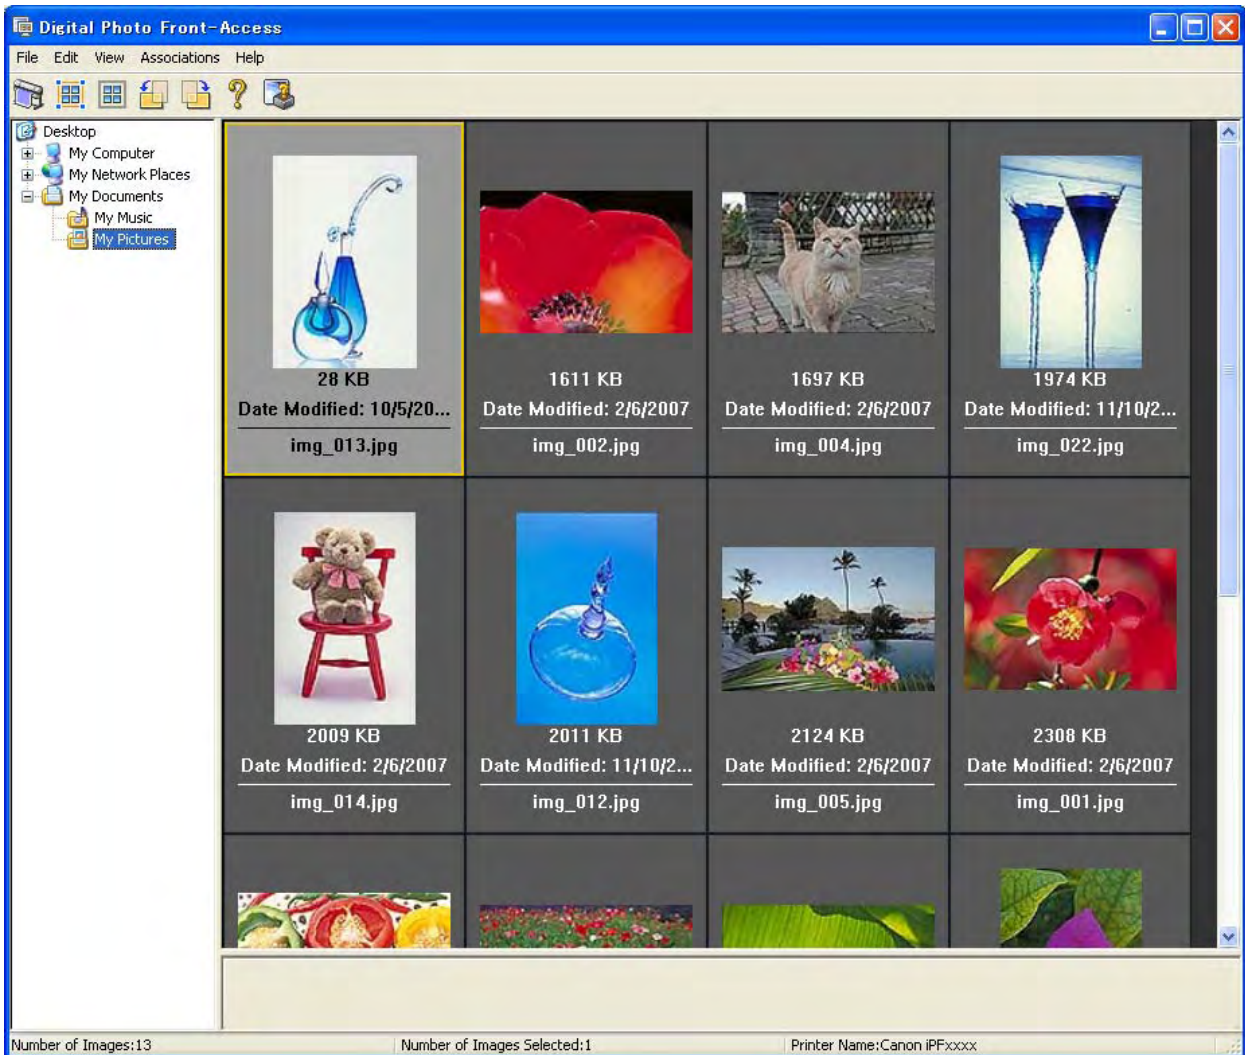 Digital Photo Front-Access
File Edit View Associations Help
Desktop
My Computer
My Network Places
My Documents
My Music
My Pictures
28 KB
Date Modified: 10/5/20...
img_013.jpg
1611 KB
Date Modified: 2/6/2007
img_002.jpg
1697 KB
Date Modified: 2/6/2007
img_004.jpg
1974 KB
Date Modified: 11/10/2...
img_022.jpg
2009 KB
Date Modified: 2/6/2007
img_014.jpg
2011 KB
Date Modified: 11/10/2...
img_012.jpg
2124 KB
Date Modified: 2/6/2007
img_005.jpg
2308 KB
Date Modified: 2/6/2007
img_001.jpg
Number of Images:13
Number of Images Selected:1
Printer Name:Canon iPFxxxx